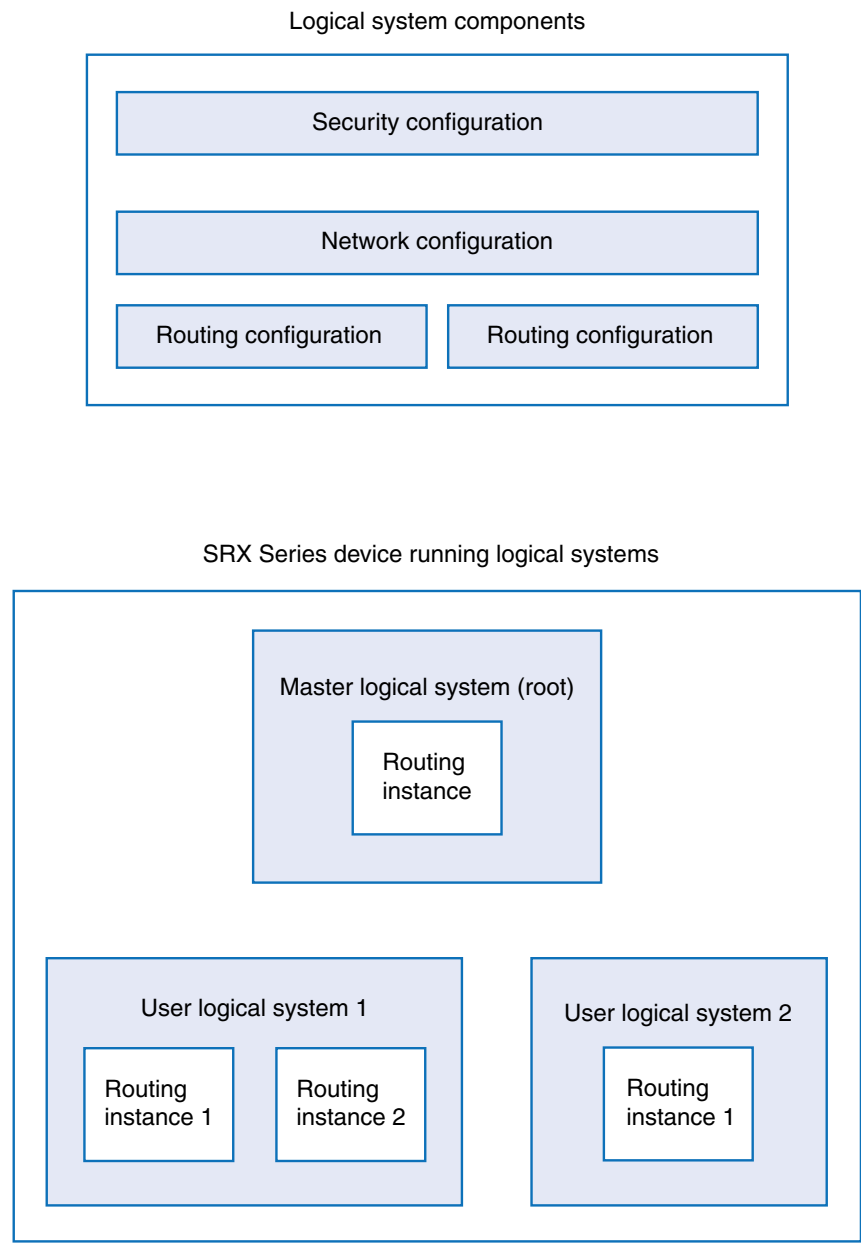 Logical system components
Security configuration
Network configuration
Routing configuration
Routing configuration
SRX Series device running logical systems
Master logical system (root)
Routing
instance
User logical system 1
Routing
instance 1
Routing
instance 2
User logical system 2
Routing
instance 1